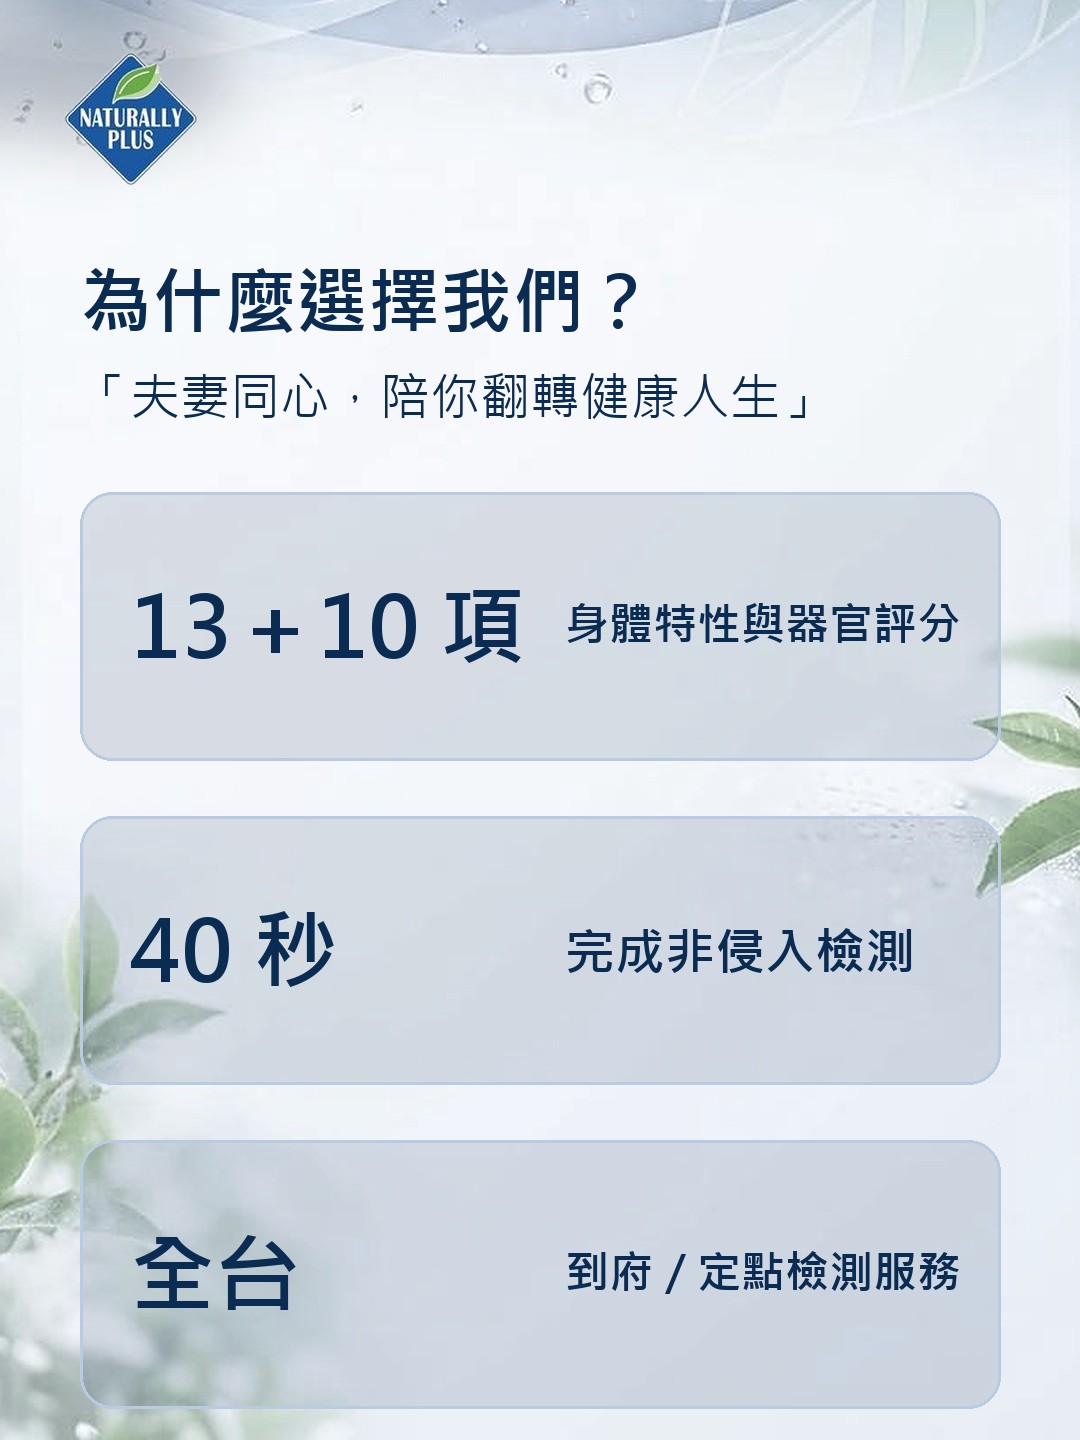 NATURALLY
PLUS
為什麼選擇我們？
「夫妻同心，陪你翻轉健康人生」
13+10 項 身體特性與器官評分
40 秒 完成非侵入檢測
全台 到府 / 定點檢測服務